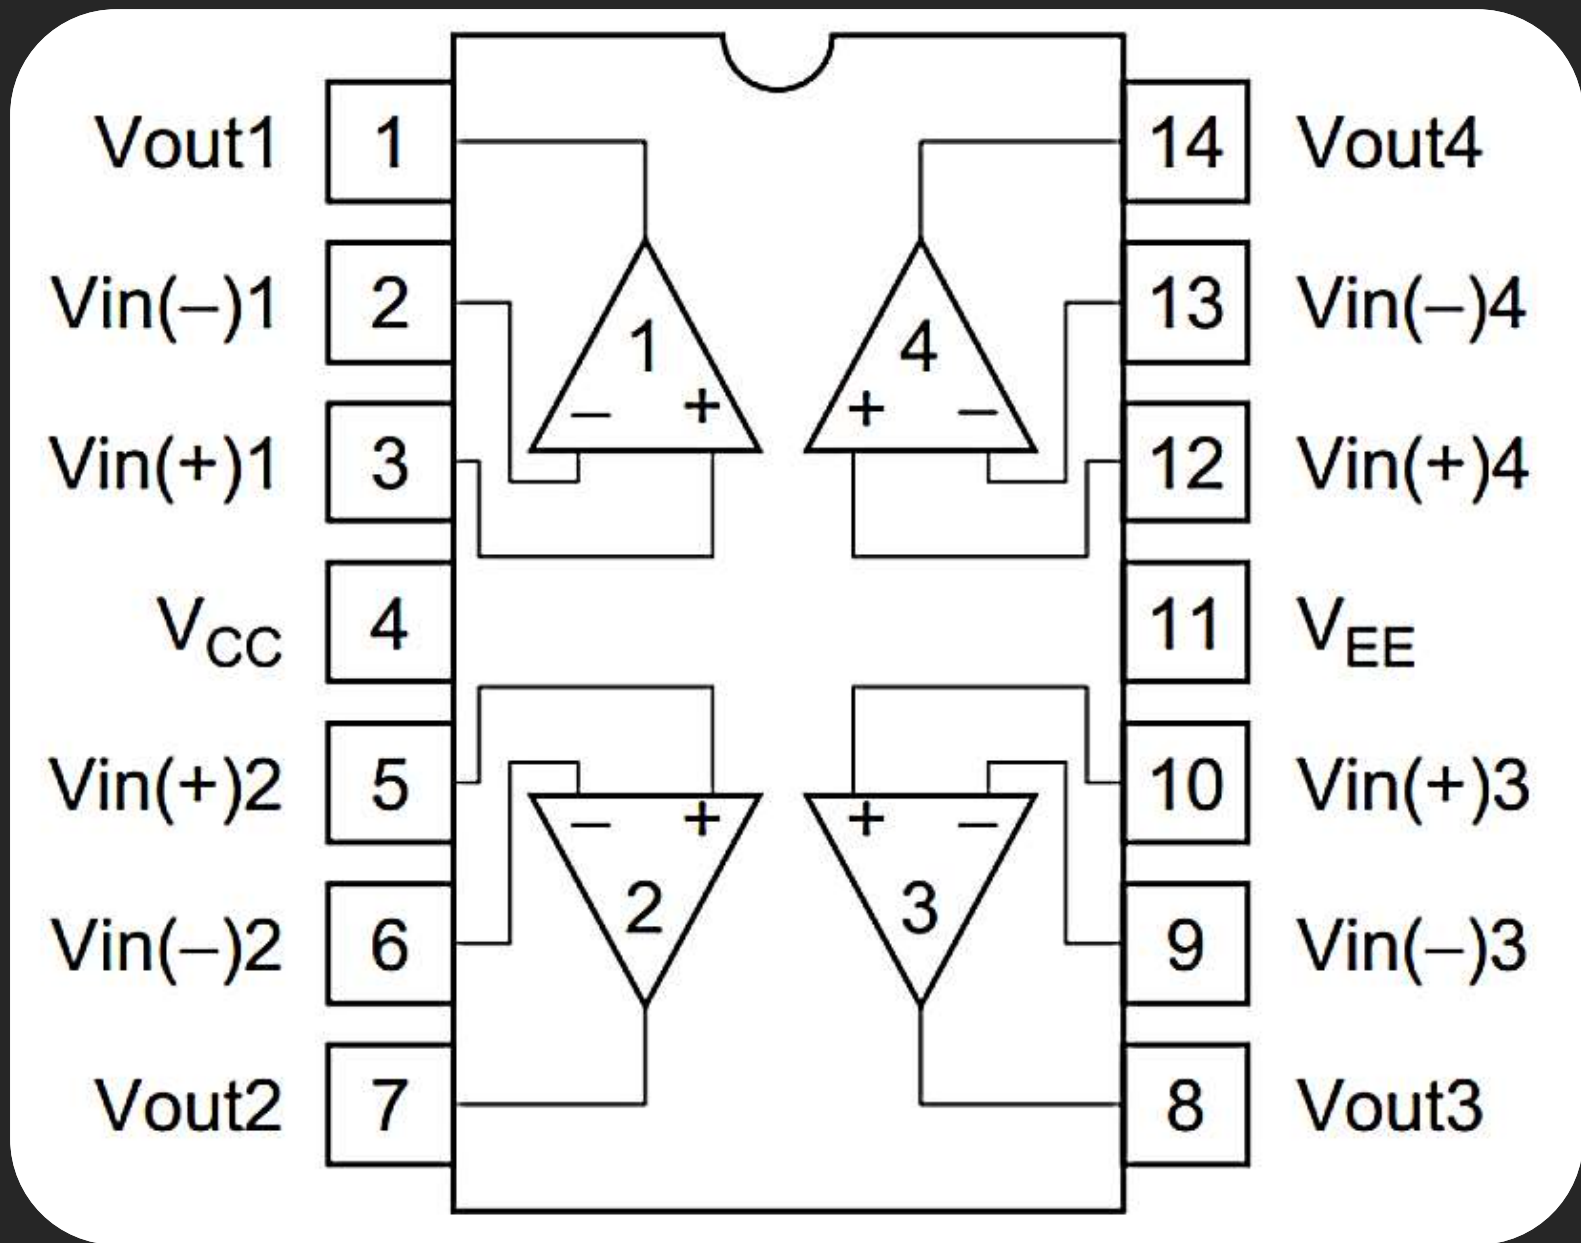 Vout1 1 14 Vout4
Vin(–)1 2 13 Vin(–)4
1 4
– + + –
Vin(+)1 3 12 Vin(+)4
VCC 4 11 VEE
Vin(+)2 5 10 Vin(+)3
– + + –
2 3
Vin(–)2 6 9 Vin(–)3
Vout2 7 8 Vout3